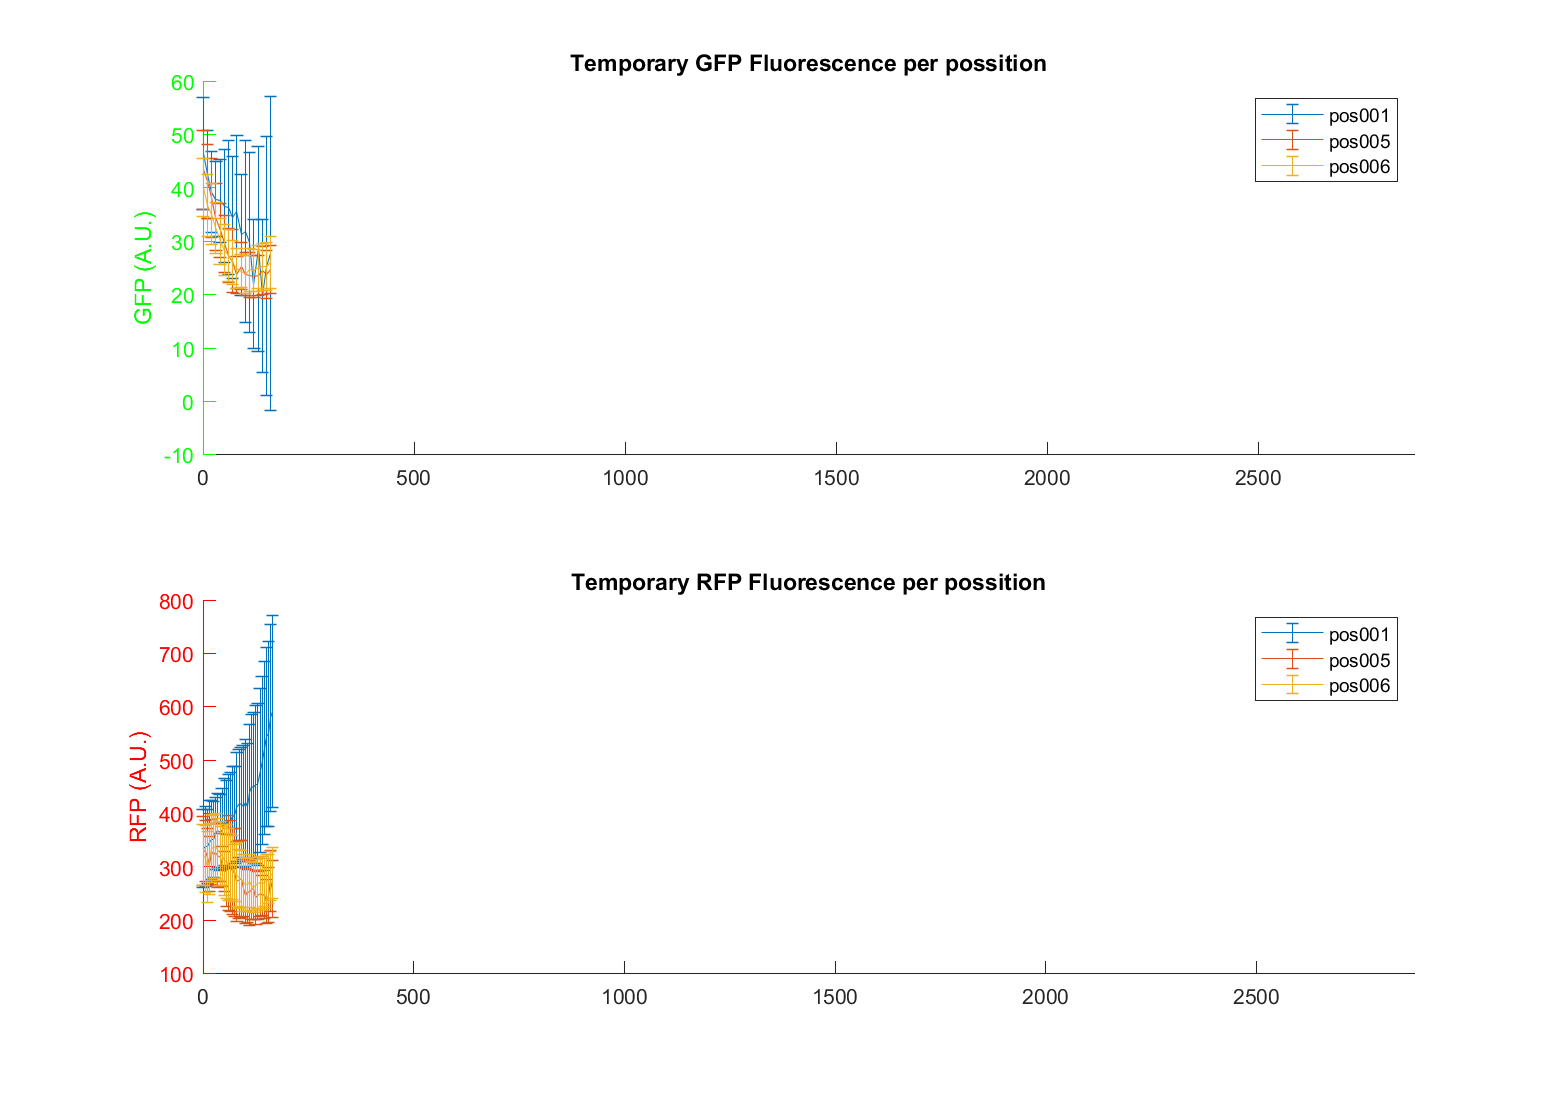 Temporary GFP Fluorescence per possition
60
50
40
30
20
10
0
-10
GFP (A.U.)
pos001
pos005
pos006
0 500 1000 1500 2000 2500
Temporary RFP Fluorescence per possition
800
700
600
500
400
300
200
100
RFP (A.U.)
pos001
pos005
pos006
0 500 1000 1500 2000 2500